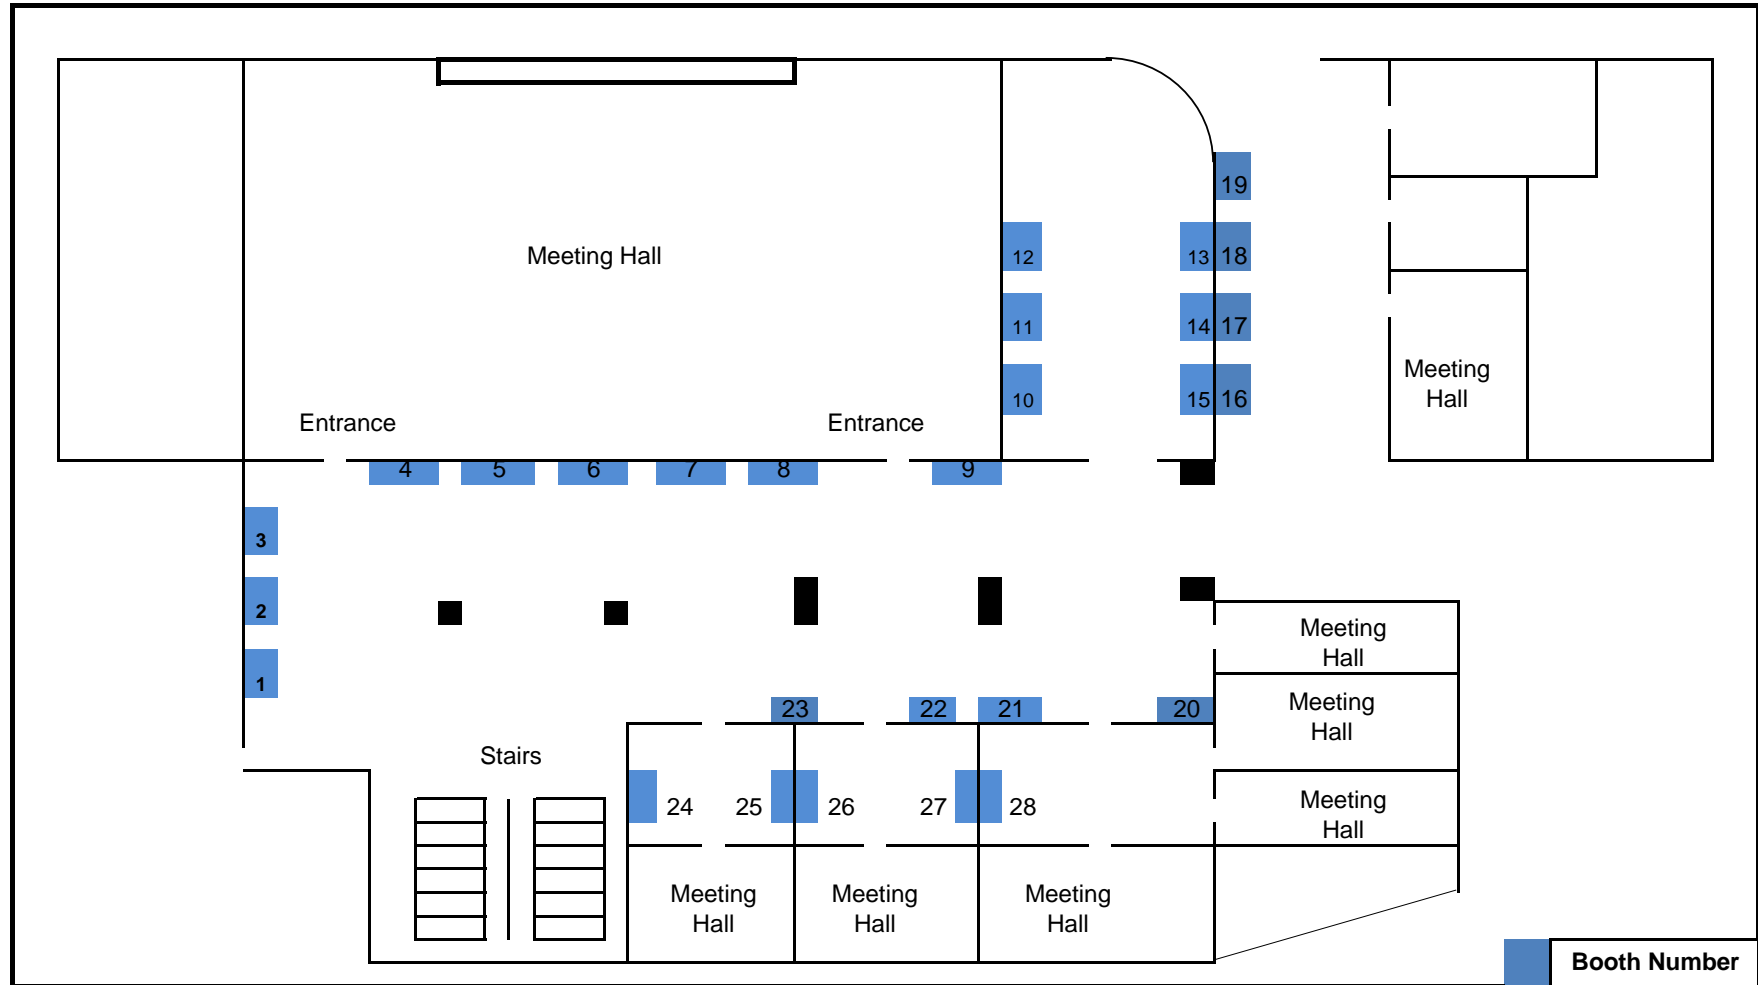 19
Meeting Hall
12
13
18
11
14
17
Meeting
Hall
10
15
16
Entrance
Entrance
4
5
6
7
8
9
3
2
1
Meeting
Hall
23
22
21
20
Meeting
Hall
Stairs
24
25
26
27
28
Meeting
Hall
Meeting
Hall
Meeting
Hall
Meeting
Hall
Booth Number